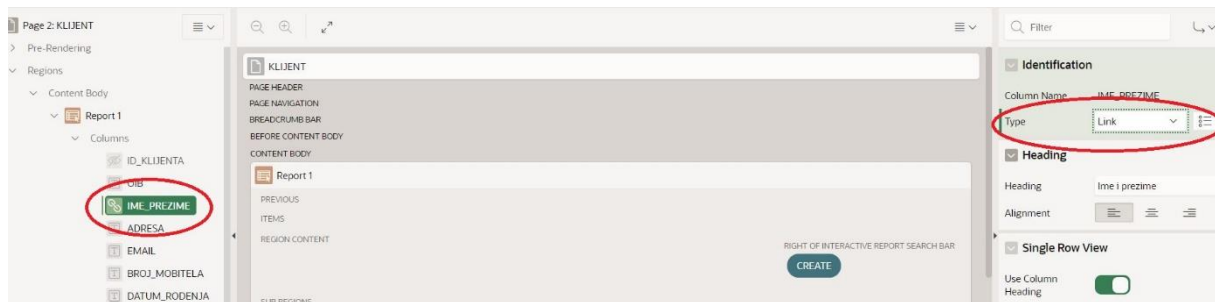 Page 2: KLIJENT
Pre-Rendering
Regions
Content Body
Report 1
Columns
ID_KLIJENTA
OIB
IME_PREZIME
ADRESA
EMAIL
BROJ_MOBITELA
DATUM_RODENJA
KLIJENT
PAGE HEADER
PAGE NAVIGATION
BREADCRUMB BAR
BEFORE CONTENT BODY
CONTENT BODY
Report 1
PREVIOUS
ITEMS
REGION CONTENT
RIGHT OF INTERACTIVE REPORT SEARCH BAR
CREATE
SUB REGIONS
Filter
Identification
Column Name IME_PREZIME
Type Link
Heading
Heading Ime i prezime
Alignment
Single Row View
Use Column
Heading